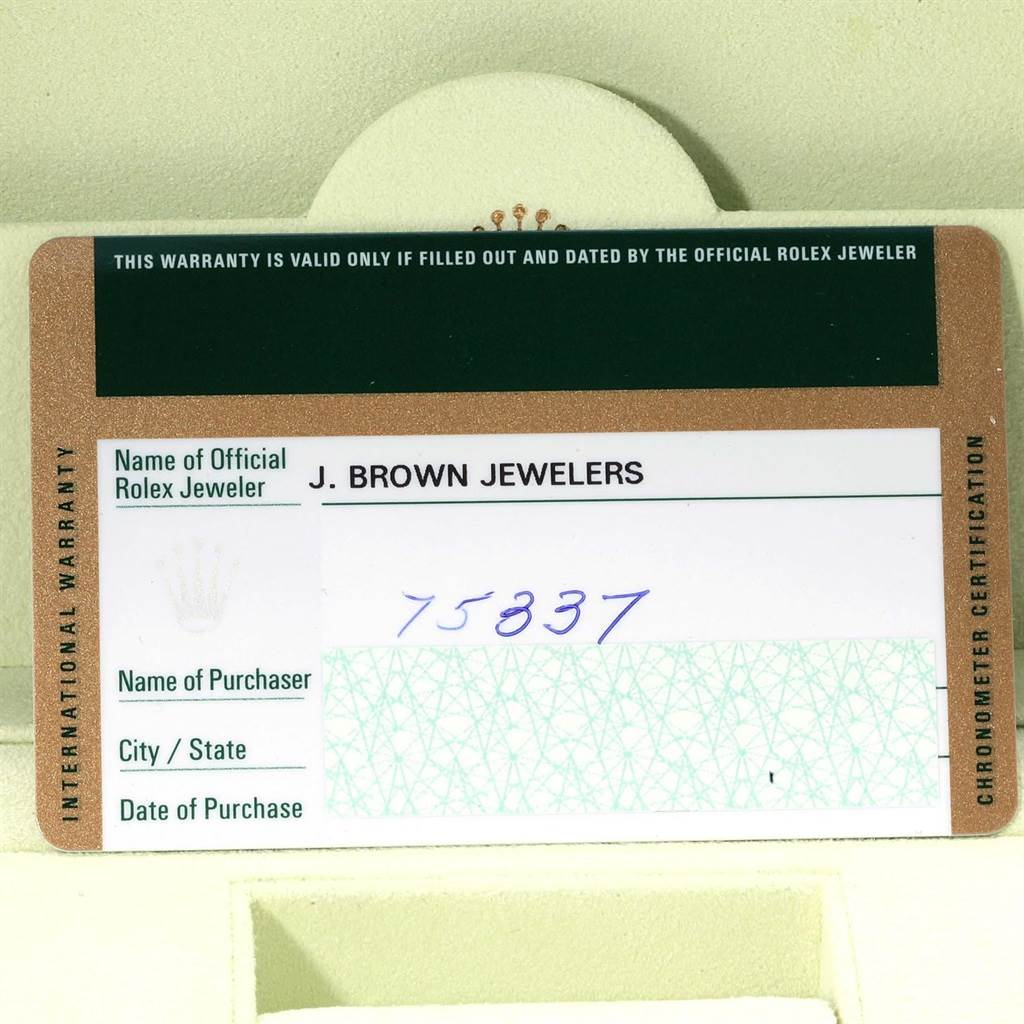 THIS WARRANTY IS VALID ONLY IF FILLED OUT AND DATED BY THE OFFICIAL ROLEX JEWELER
INTERNATIONAL WARRANTY
Name of Official
Rolex Jeweler
J. BROWN JEWELERS
75337
Name of Purchaser
City / State
Date of Purchase
CHRONOMETER CERTIFICATION